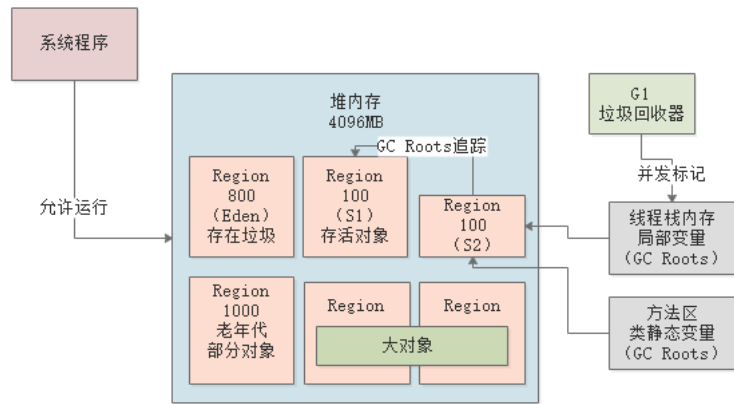 系统程序
堆内存
4096MB
G1
垃圾回收器
GC Roots追踪
并发标记
Region
800
(Eden)
存在垃圾
Region
100
(S1)
存活对象
Region
100
(S2)
允许运行
线程栈内存
局部变量
(GC Roots)
Region
1000
老年代
部分对象
Region
Region
大对象
方法区
类静态变量
(GC Roots)